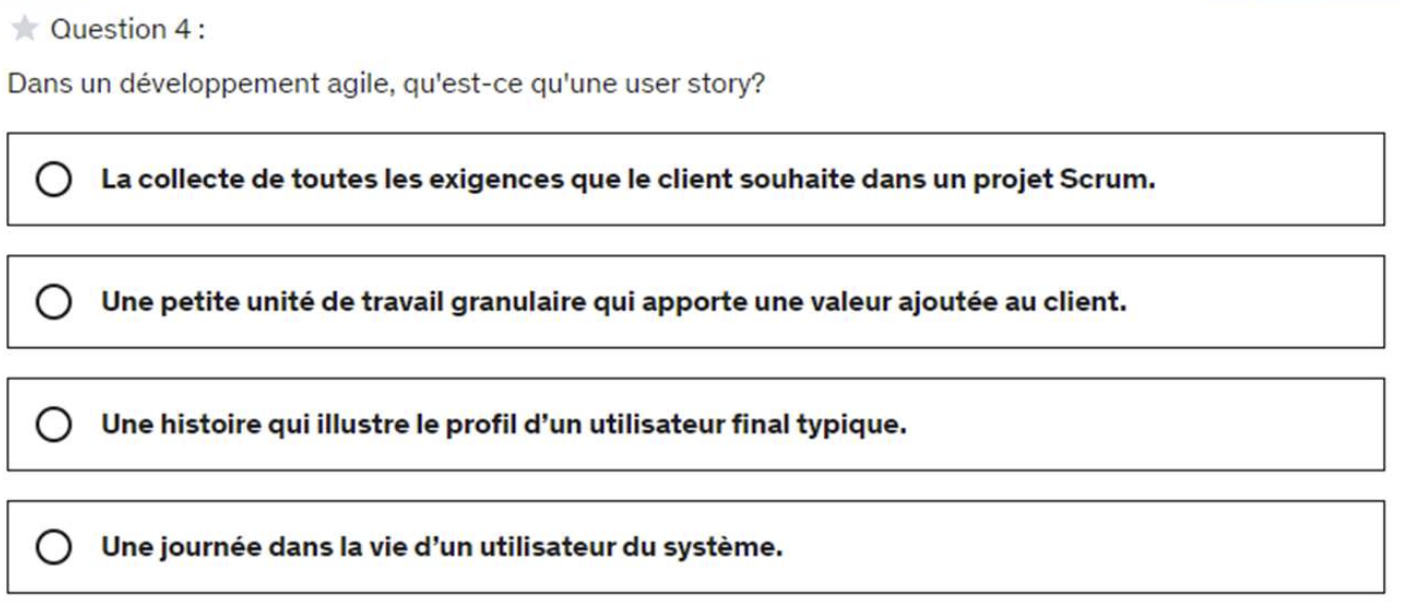 Question 4 :
Dans un développement agile, qu'est-ce qu'une user story?
La collecte de toutes les exigences que le client souhaite dans un projet Scrum.
Une petite unité de travail granulaire qui apporte une valeur ajoutée au client.
Une histoire qui illustre le profil d’un utilisateur final typique.
Une journée dans la vie d’un utilisateur du système.